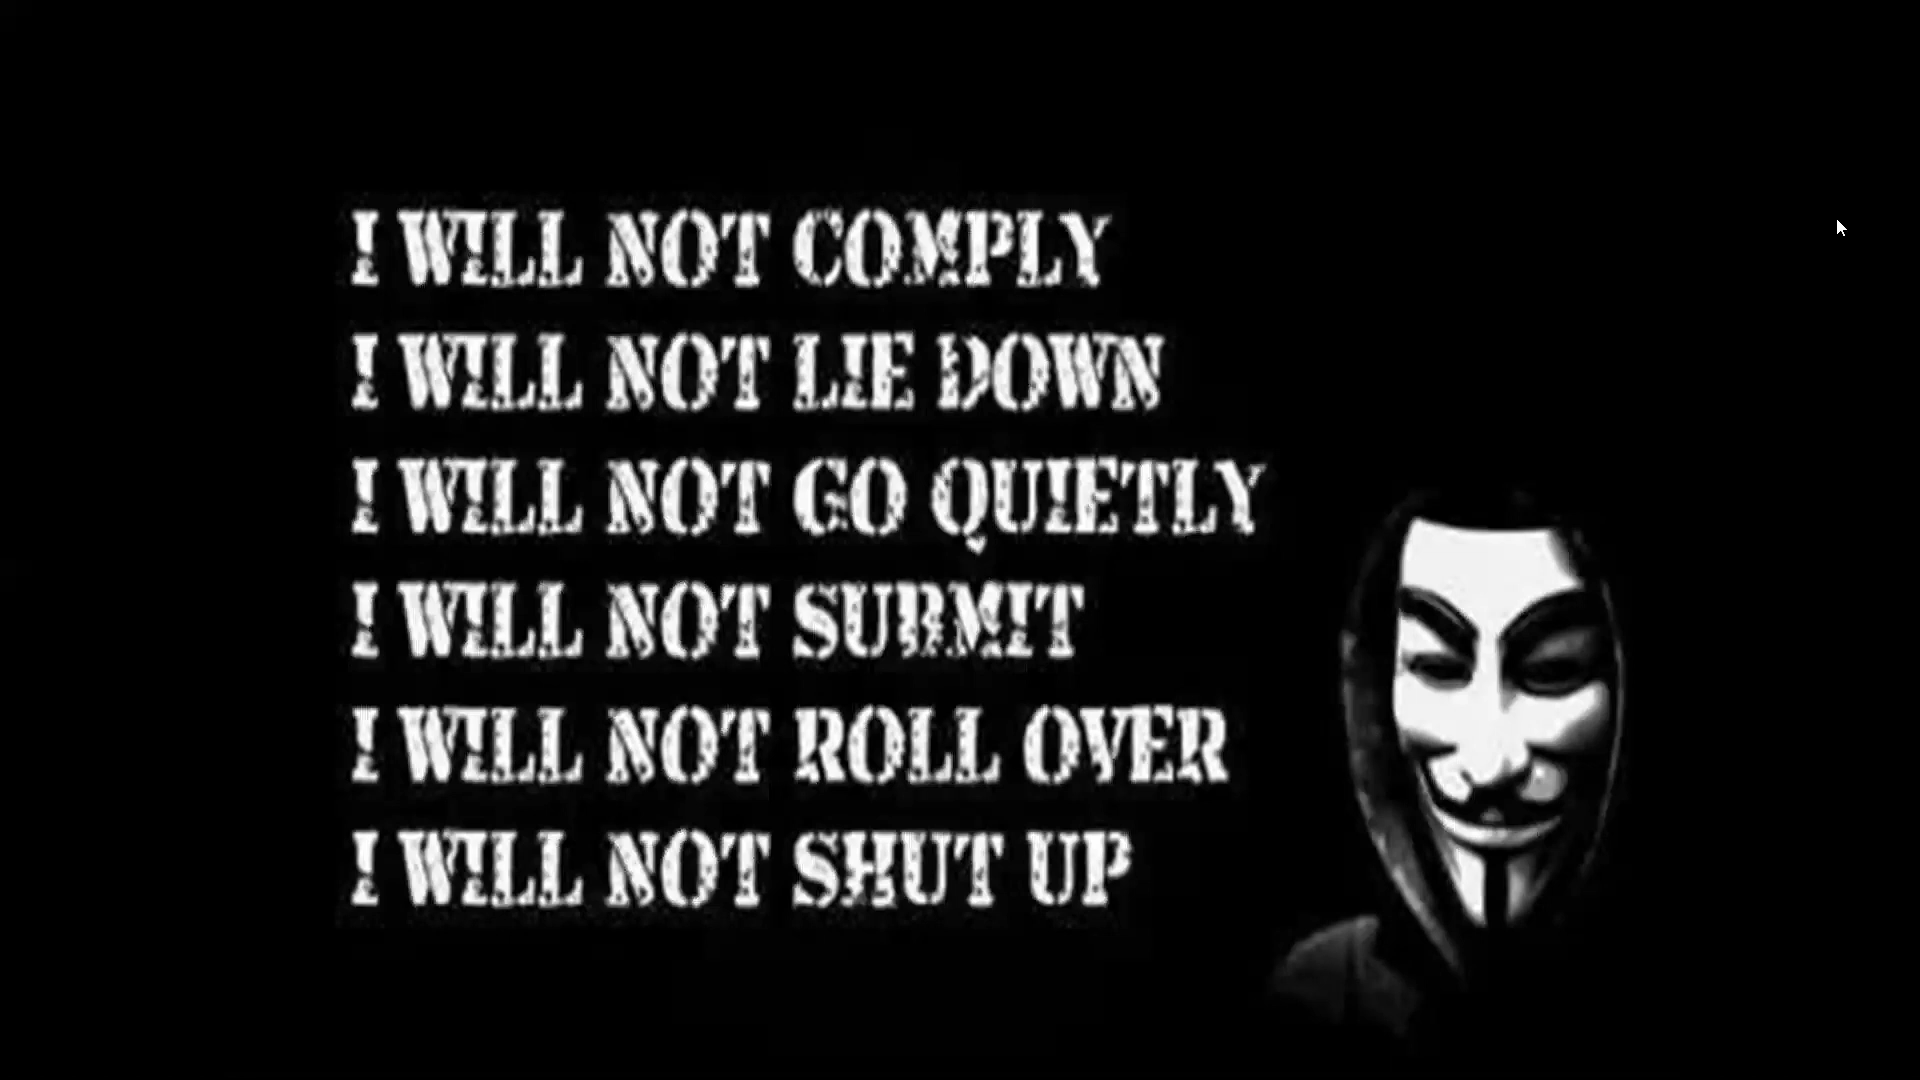 I WILL NOT COMPLY
I WILL NOT LIE DOWN
I WILL NOT GO QUIETLY
I WILL NOT SUBMIT
I WILL NOT ROLL OVER
I WILL NOT SHUT UP